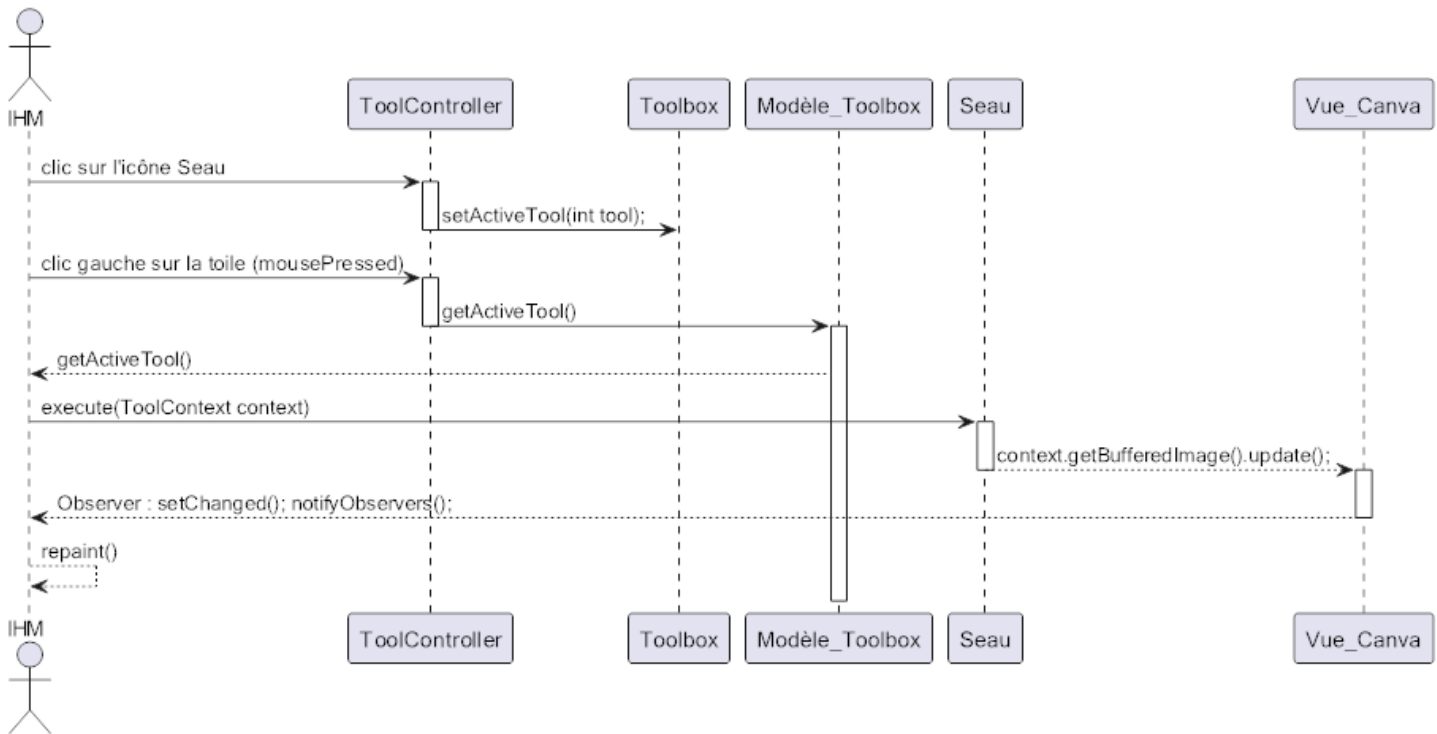 IHM
ToolController
Toolbox
Modèle_Toolbox
Seau
Vue_Canva
clic sur l'icône Seau
setActiveTool(int tool);
clic gauche sur la toile (mousePressed)
getActiveTool()
getActiveTool()
execute(ToolContext context)
context.getBufferedImage().update();
Observer : setChanged(); notifyObservers();
repaint()
IHM
ToolController
Toolbox
Modèle_Toolbox
Seau
Vue_Canva